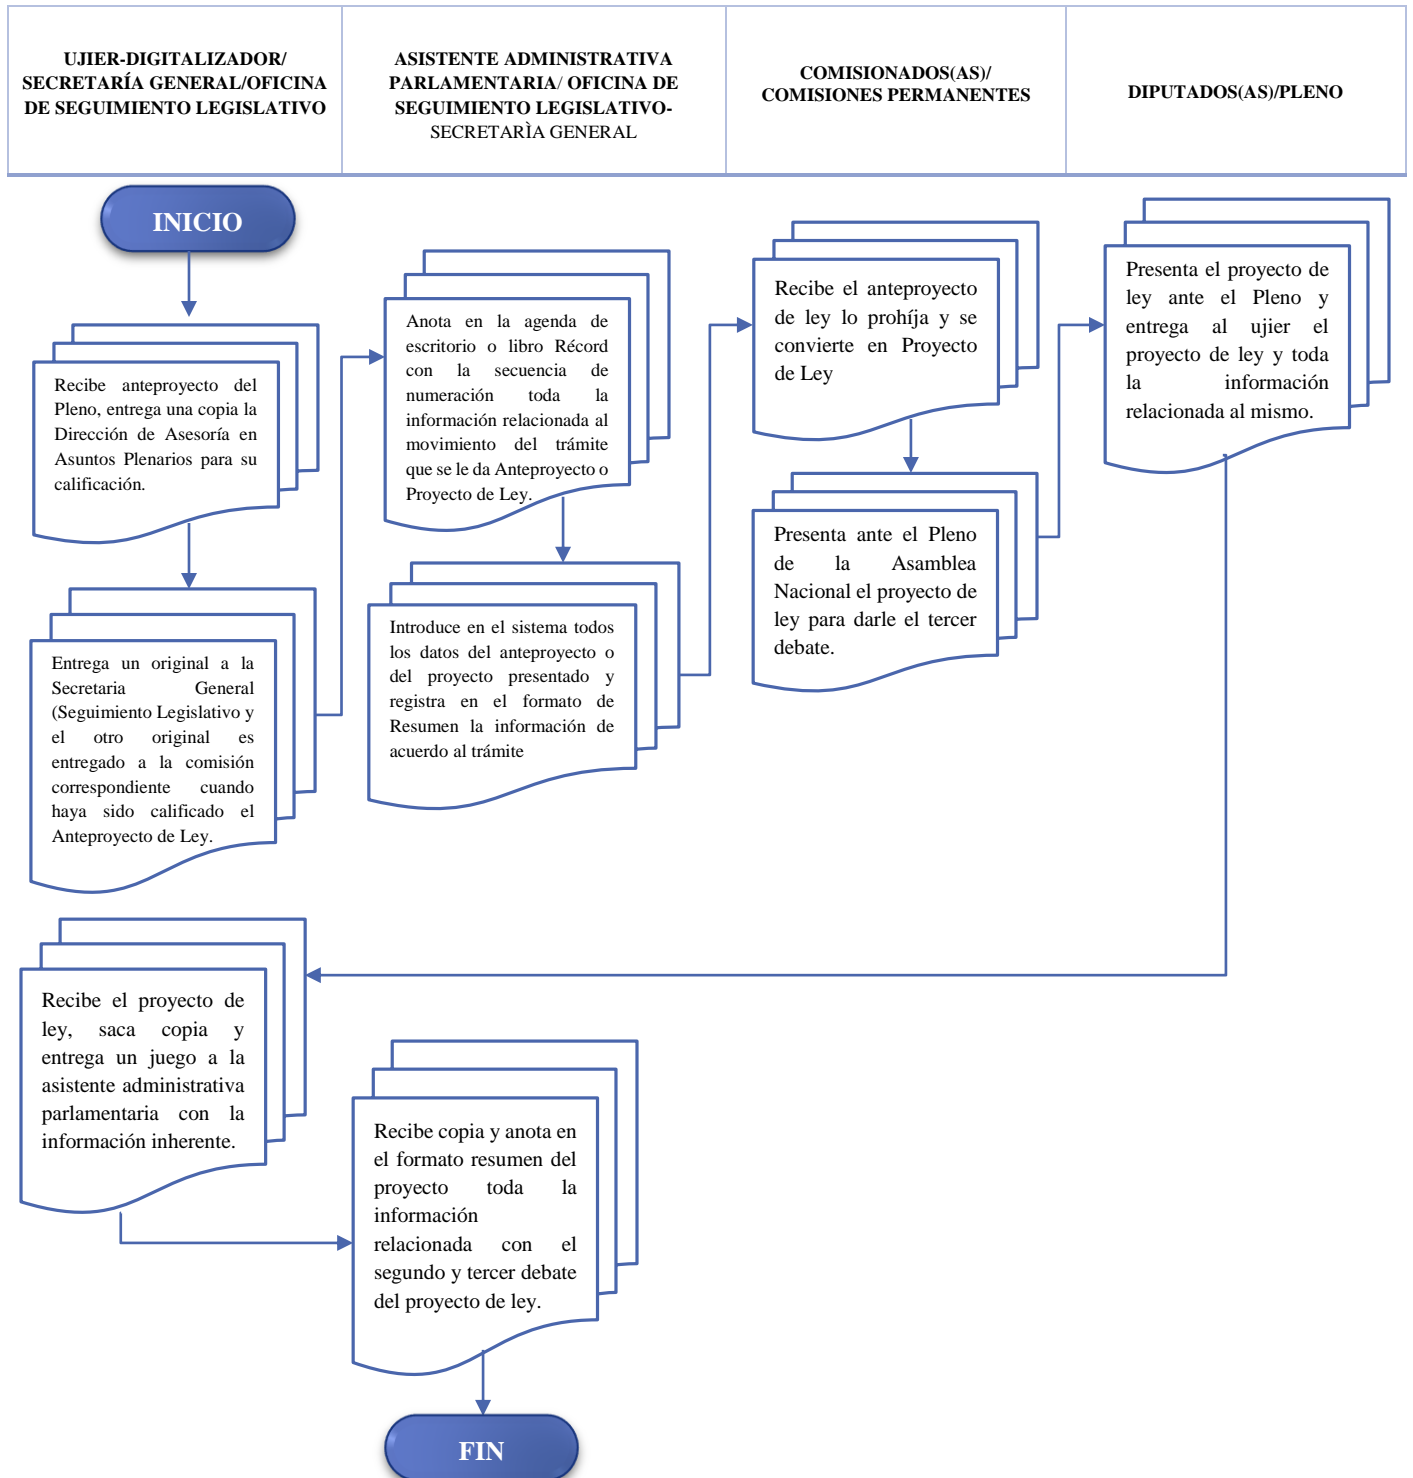 UJIER-DIGITALIZADOR/
SECRETARÍA GENERAL/OFICINA
DE SEGUIMIENTO LEGISLATIVO
ASISTENTE ADMINISTRATIVA
PARLAMENTARIA/ OFICINA DE
SEGUIMIENTO LEGISLATIVO-
SECRETARÌA GENERAL
COMISIONADOS(AS)/
COMISIONES PERMANENTES
DIPUTADOS(AS)/PLENO
INICIO
Recibe anteproyecto del
Pleno, entrega una copia la
Dirección de Asesoría en
Asuntos Plenarios para su
calificación.
Entrega un original a la
Secretaria General
(Seguimiento Legislativo y
el otro original es
entregado a la comisión
correspondiente cuando
haya sido calificado el
Anteproyecto de Ley.
Anota en la agenda de
escritorio o libro Récord
con la secuencia de
numeración toda la
información relacionada al
movimiento del trámite
que se le da Anteproyecto o
Proyecto de Ley.
Introduce en el sistema todos
los datos del anteproyecto o
del proyecto presentado y
registra en el formato de
Resumen la información de
acuerdo al trámite
Recibe el anteproyecto
de ley lo prohíja y se
convierte en Proyecto
de Ley
Presenta ante el Pleno
de la Asamblea
Nacional el proyecto de
ley para darle el tercer
debate.
Presenta el proyecto de
ley ante el Pleno y
entrega al ujier el
proyecto de ley y toda
la información
relacionada al mismo.
Recibe el proyecto de
ley, saca copia y
entrega un juego a la
asistente administrativa
parlamentaria con la
información inherente.
Recibe copia y anota en
el formato resumen del
proyecto toda la
información
relacionada con el
segundo y tercer debate
del proyecto de ley.
FIN